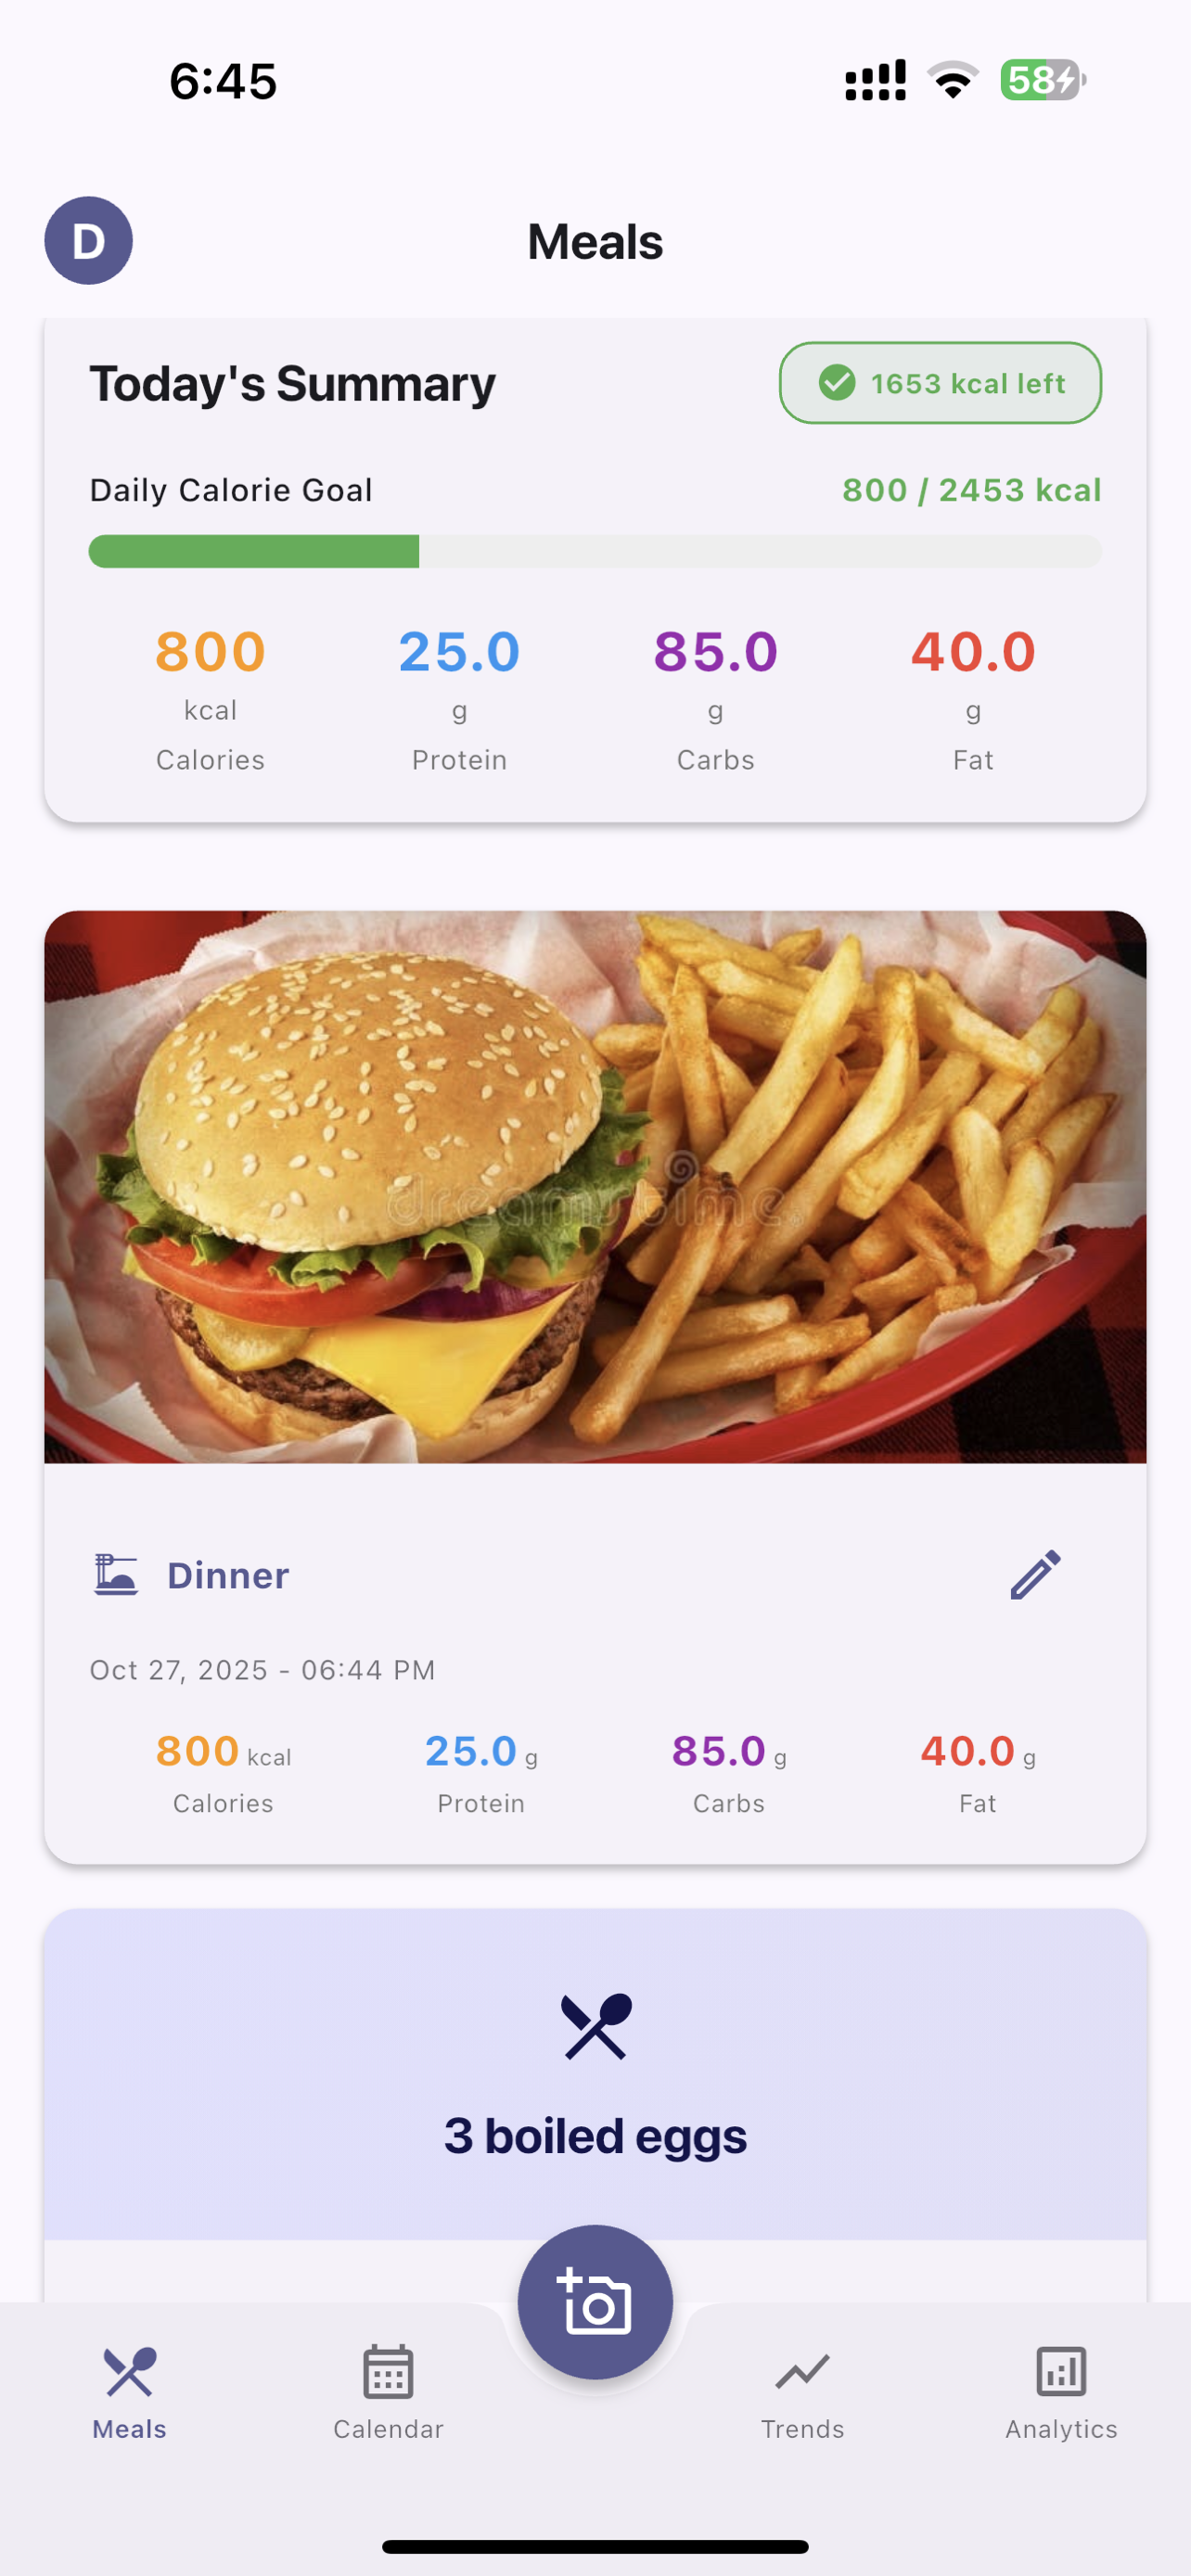 6:45
58
D
Meals
Today's Summary
1653 kcal left
Daily Calorie Goal
800 / 2453 kcal
800 25.0 85.0 40.0
kcal g g g
Calories Protein Carbs Fat
dreamstime
Dinner
Oct 27, 2025 - 06:44 PM
800 kcal 25.0 g 85.0 g 40.0 g
Calories Protein Carbs Fat
3 boiled eggs
Meals Calendar Trends Analytics